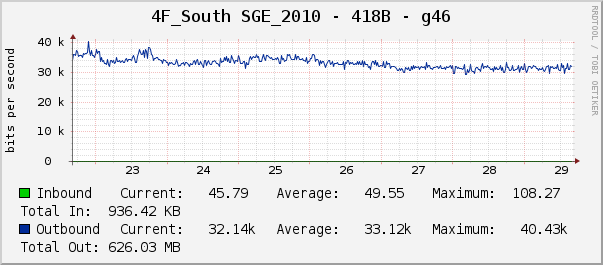 4F_South SGE_2010 - 418B - g46
RRDTOOL / TOBI OETIKER
bits per second
40 k
30 k
20 k
10 k
0
23 24 25 26 27 28 29
Inbound Current: 45.79 Average: 49.55 Maximum: 108.27
Total In: 936.42 KB
Outbound Current: 32.14k Average: 33.12k Maximum: 40.43k
Total Out: 626.03 MB